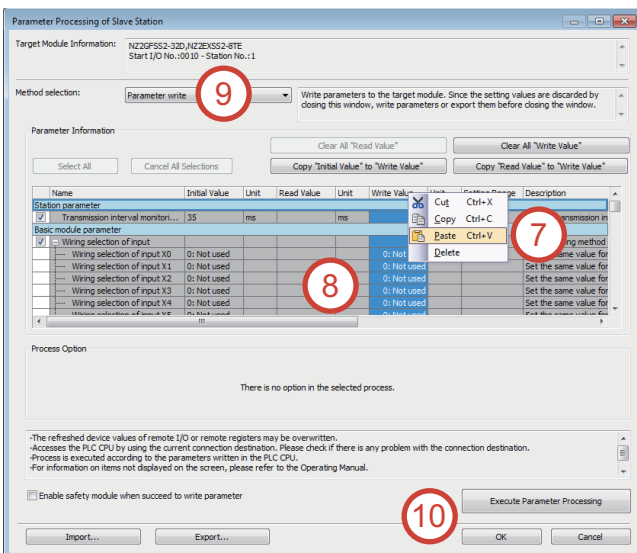 Parameter Processing of Slave Station
Target Module Information:
NZ2GFSS2-32D,NZ2EXSS2-8TE
Start I/O No.:0010 - Station No.:1
Method selection:
Parameter write
9
Write parameters to the target module. Since the setting values are discarded by
closing this window, write parameters or export them before closing the window.
Parameter Information
Clear All "Read Value"
Clear All "Write Value"
Select All
Cancel All Selections
Copy "Initial Value" to "Write Value"
Copy "Read Value" to "Write Value"
Name Initial Value Unit Read Value Unit Write Value Description
Station parameter
Transmission interval monitori... 35 ms ms
Cut Ctrl+X
Copy Ctrl+C
Paste Ctrl+V
Delete
7
Basic module parameter
Wiring selection of input method
Wiring selection of input X0 0: Not used 0: Not Set the same value for
Wiring selection of input X1 0: Not used 0: Not used Set the same value for
Wiring selection of input X2 0: Not used 0: Not used Set the same value for
8
Wiring selection of input X3 0: Not used 0: Not used Set the same value for
Wiring selection of input X4 0: Not used 0: Not used Set the same value for
Process Option
There is no option in the selected process.
-The refreshed device values of remote I/O or remote registers may be overwritten.
-Accesses the PLC CPU by using the current connection destination. Please check if there is any problem with the connection destination.
-Process is executed according to the parameters written in the PLC CPU.
-For information on items not displayed on the screen, please refer to the Operating Manual.
Enable safety module when succeed to write parameter
10
Execute Parameter Processing
Import...
Export...
OK
Cancel